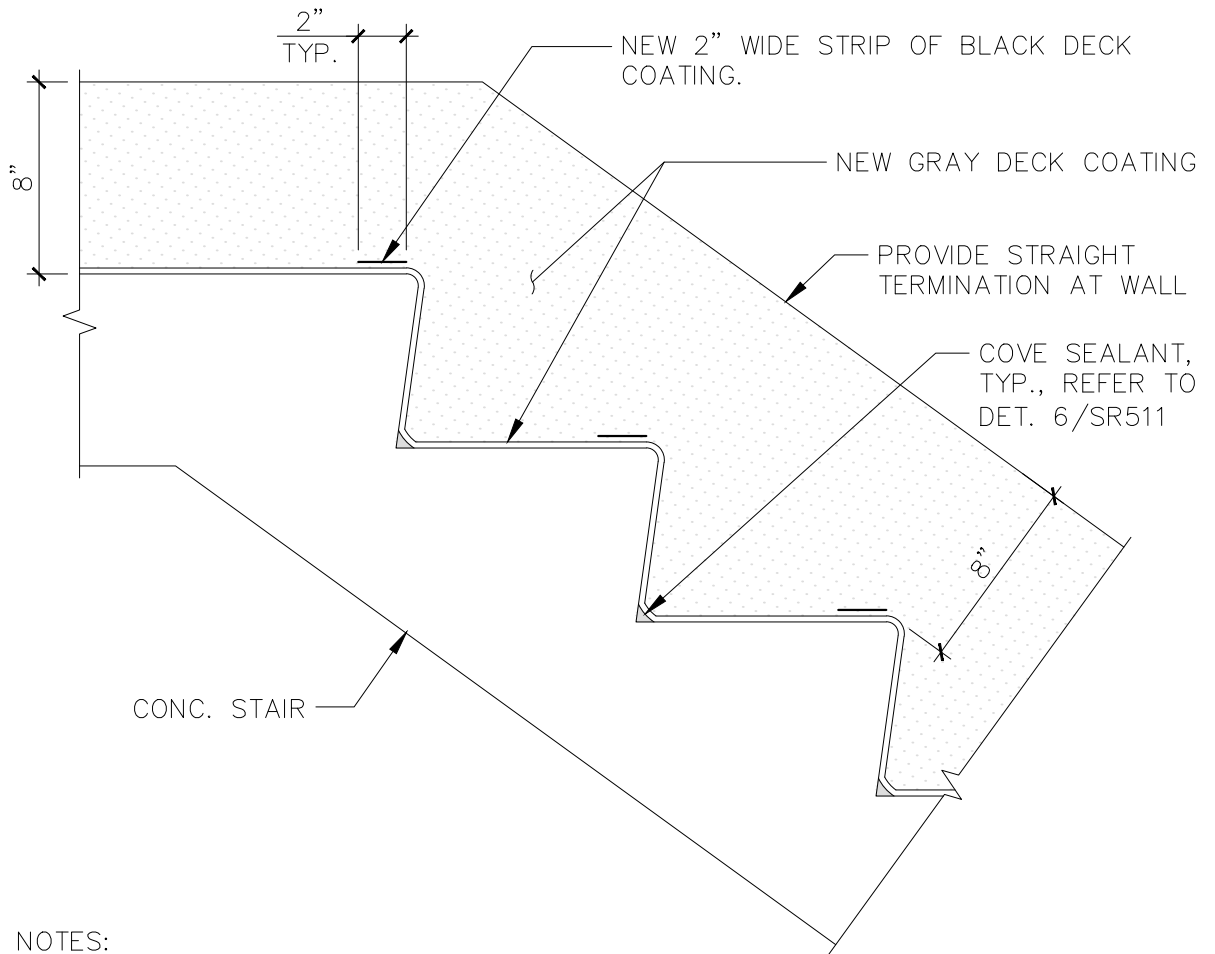 2”
TYP.
NEW 2” WIDE STRIP OF BLACK DECK
COATING.
8”
NEW GRAY DECK COATING
PROVIDE STRAIGHT
TERMINATION AT WALL
COVE SEALANT,
TYP., REFER TO
DET. 6/SR511
8”
CONC. STAIR
NOTES: